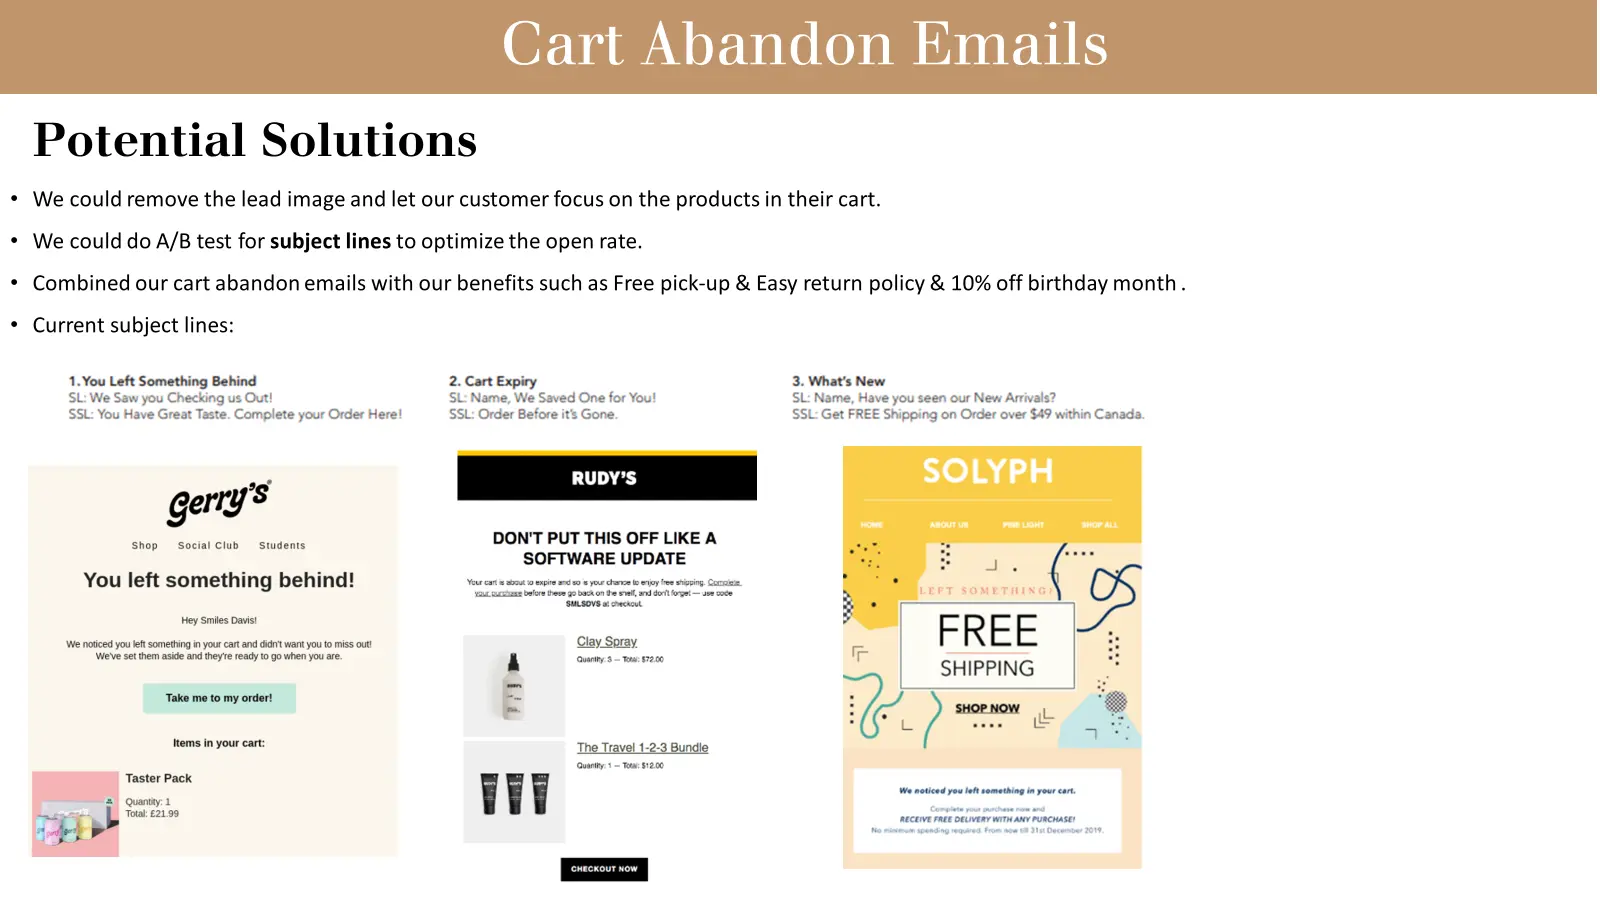 Cart Abandon Emails
Potential Solutions
• We could remove the lead image and let our customer focus on the products in their cart.
• We could do A/B test for subject lines to optimize the open rate.
• Combined our cart abandon emails with our benefits such as Free pick-up & Easy return policy & 10% off birthday month .
• Current subject lines:
1. You Left Something Behind
SL: We Saw you Checking us Out!
SSL: You Have Great Taste. Complete your Order Here!
2. Cart Expiry
SL: Name, We Saved One for You!
SSL: Order Before it's Gone.
3. What's New
SL: Name, Have you seen our New Arrivals?
SSL: Get FREE Shipping on Order over $49 within Canada.
Gerry's
Shop Social Club Students
You left something behind!
Hey Smiles Davis!
We noticed you left something in your cart and didn't want you to miss out!
We've set them aside and they're ready to go when you are.
Take me to my order!
Items in your cart:
Taster Pack
Quantity: 1
Total: £21.99
RUDY'S
DON'T PUT THIS OFF LIKE A
SOFTWARE UPDATE
Your cart is about to expire and so is your chance to enjoy free shipping. Complete
your purchase before these go back on the shelf, and don't forget — use code
SMLSDVS at checkout.
Clay Spray
Quantity: 3 — Total: $72.00
The Travel 1-2-3 Bundle
Quantity: 1 — Total: $12.00
CHECKOUT NOW
SOLYPH
HOME ABOUT US PINE LIGHT SHOP ALL
LEFT SOMETHING?
FREE
SHIPPING
SHOP NOW
We noticed you left something in your cart.
Complete your purchase now and
RECEIVE FREE DELIVERY WITH ANY PURCHASE!
No minimum spending required. From now till 31st December 2019.